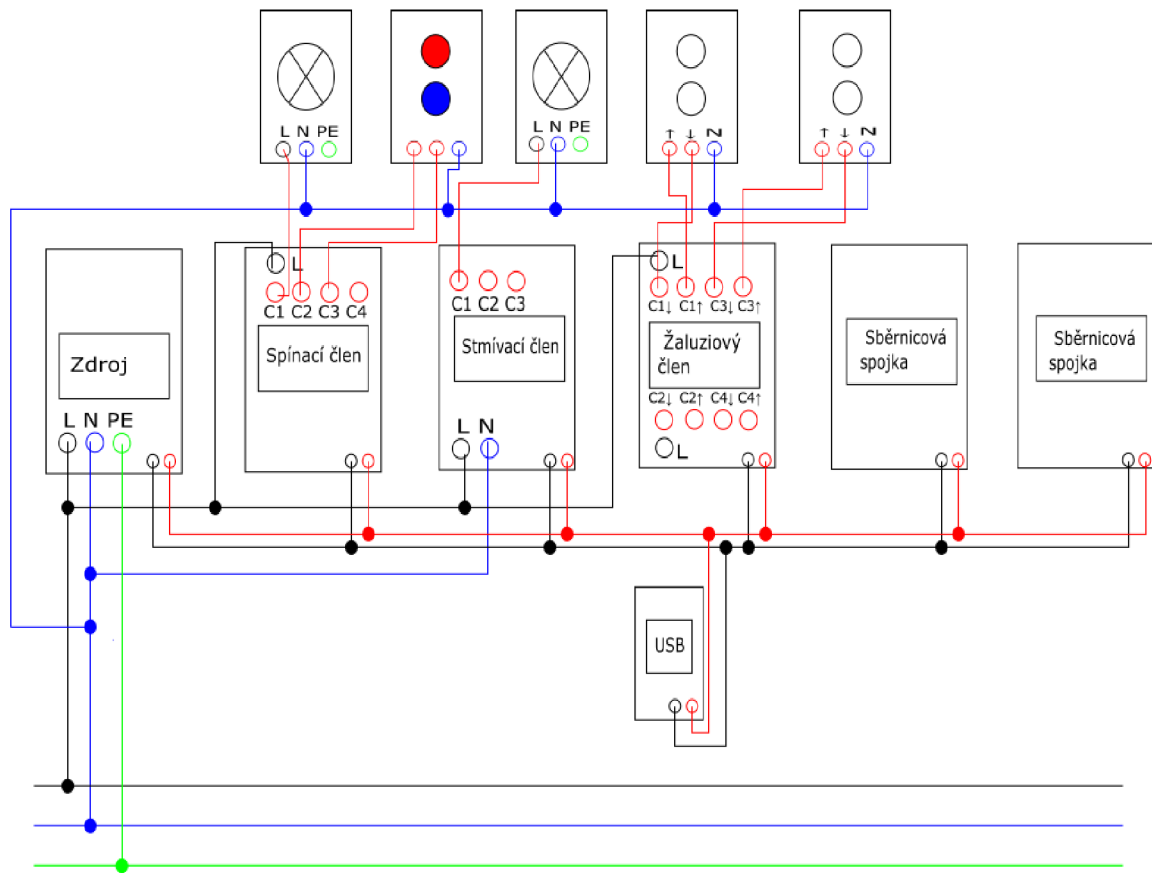 L N PE
L N PE
↑ ↓ N
↑ ↓ N
L
L
C1 C2 C3 C4
C1 C2 C3
C1↓ C1↑ C3↓ C3↑
Zdroj
Spínací člen
Stmívací člen
Žaluziový
člen
Sběrnicová
spojka
Sběrnicová
spojka
C2↓ C2↑ C4↓ C4↑
L N PE
L N
L
USB